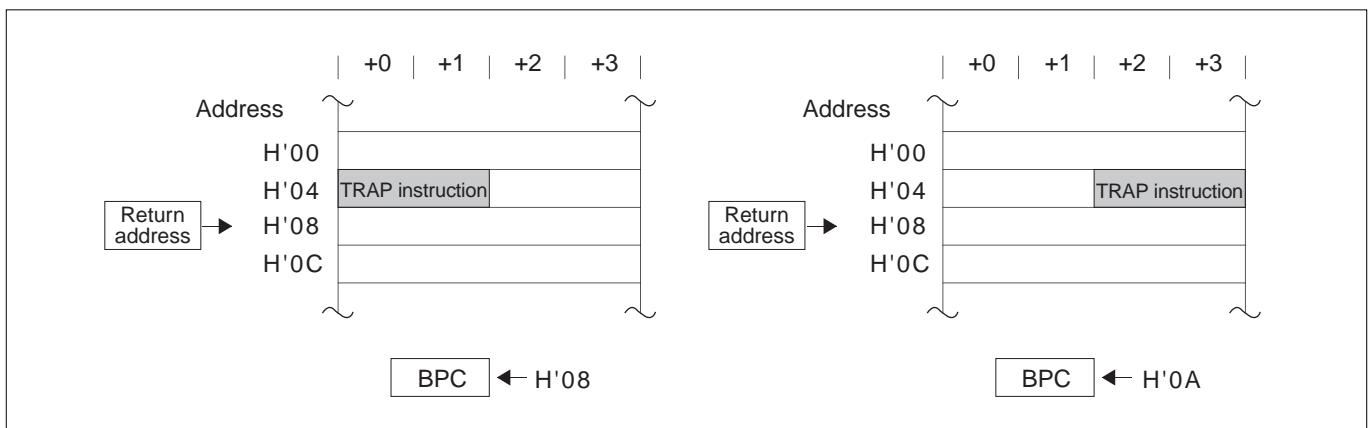 +0 +1 +2 +3
Address
H'00
H'04 TRAP instruction
Return
address
H'08
H'0C
BPC H'08
+0 +1 +2 +3
Address
H'00
H'04 TRAP instruction
Return
address
H'08
H'0C
BPC H'0A